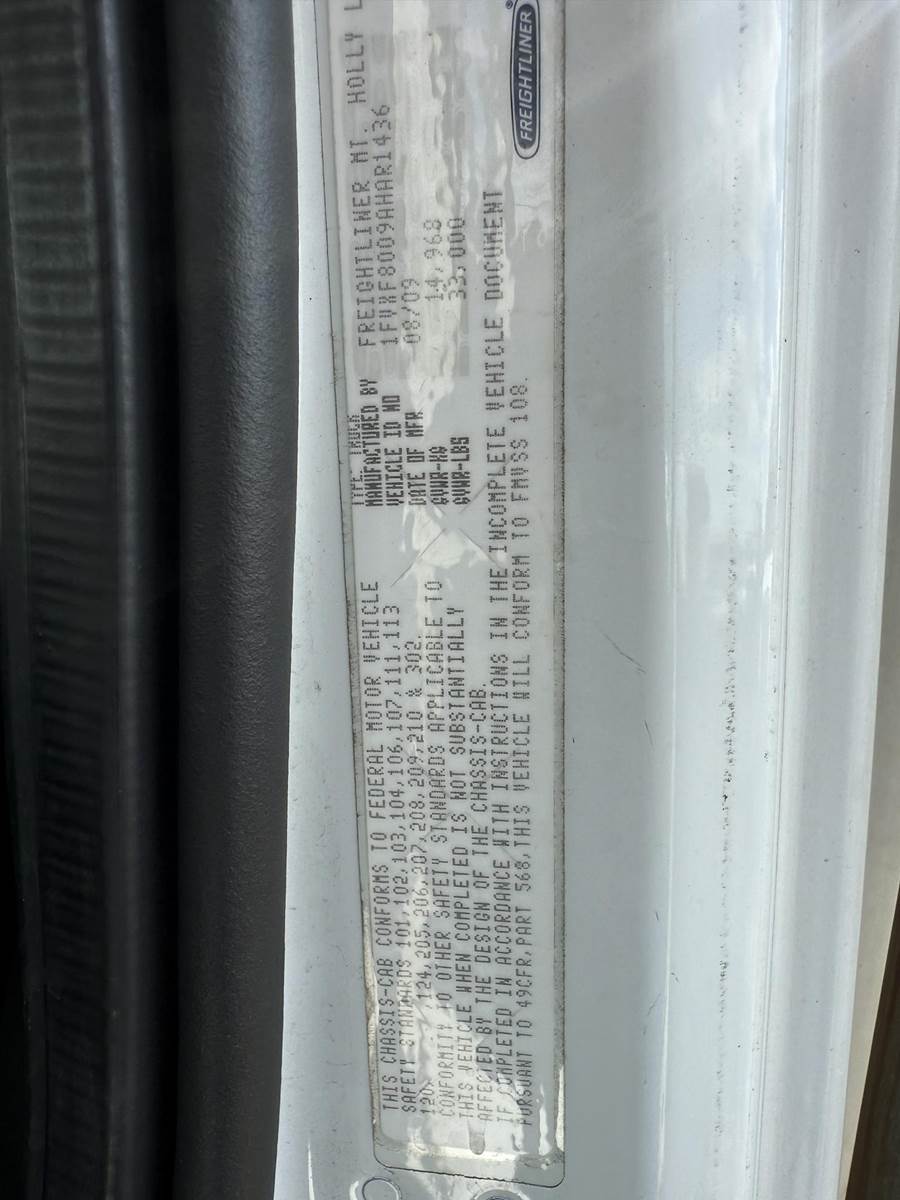 THIS CHASSIS-CAB CONFORMS TO FEDERAL MOTOR VEHICLE
SAFETY STANDARDS 101,102,103,104,106,107,111,113
120, ,124,205,206,207,208,209,210 & 302.
CONFORMITY TO OTHER SAFETY STANDARDS APPLICABLE TO
THIS VEHICLE WHEN COMPLETED IS NOT SUBSTANTIALLY
AFFECTED BY THE DESIGN OF THE CHASSIS-CAB.
IF COMPLETED IN ACCORDANCE WITH INSTRUCTIONS IN THE INCOMPLETE VEHICLE DOCUMENT
PURSUANT TO 49CFR,PART 568,THIS VEHICLE WILL CONFORM TO FMVSS 108.
TYPE: TRUCK
MANUFACTURED BY FREIGHTLINER MT. HOLLY
VEHICLE ID NO 1FVXF8009AHAR1436
DATE OF MFR 08/09
GVWR-KG 14,968
GVWR-LBS 33,000
FREIGHTLINER